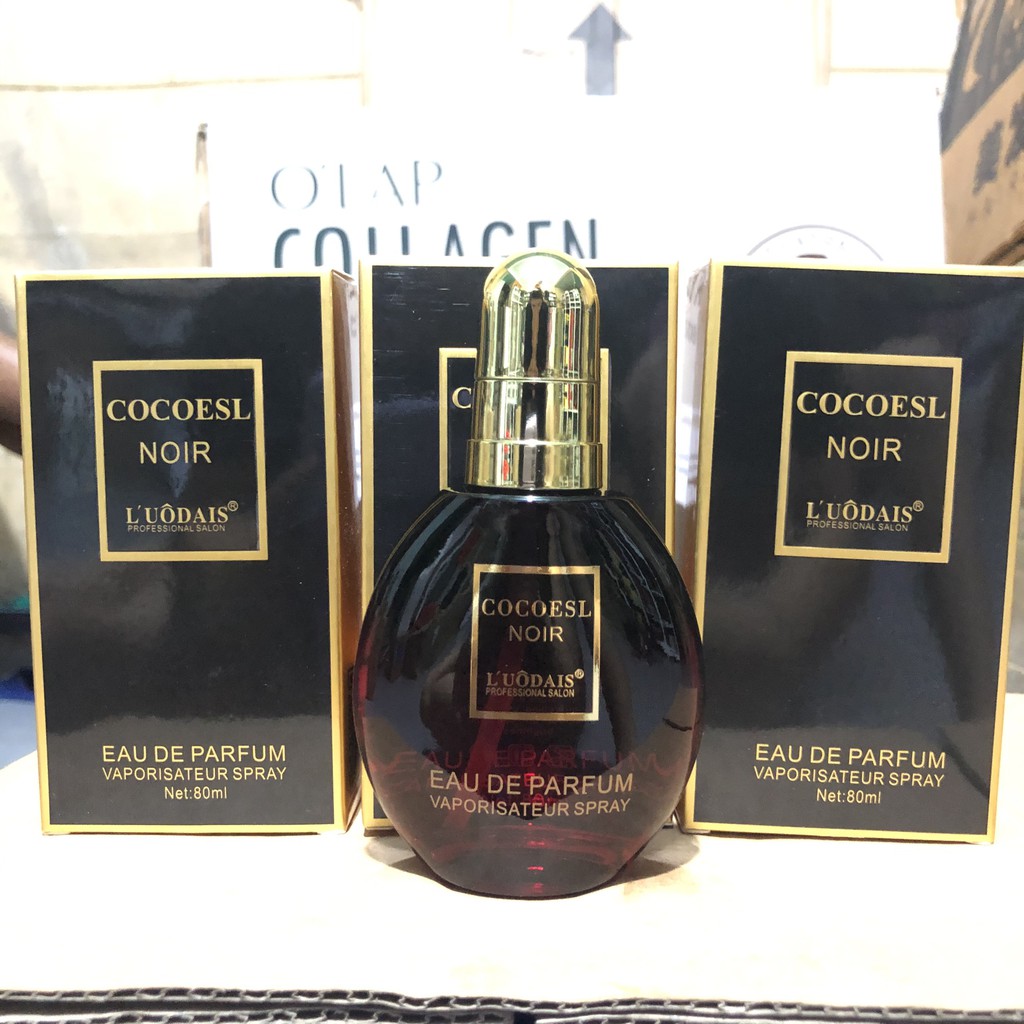 O'TAP
COLLAGEN
COCOESL
NOIR
L'UÔDAIS®
PROFESSIONAL SALON
EAU DE PARFUM
VAPORISATEUR SPRAY
Net:80ml
COCOESL
NOIR
L'UÔDAIS®
PROFESSIONAL SALON
EAU DE PARFUM
VAPORISATEUR SPRAY
COCOESL
NOIR
L'UÔDAIS®
PROFESSIONAL SALON
EAU DE PARFUM
VAPORISATEUR SPRAY
Net:80ml